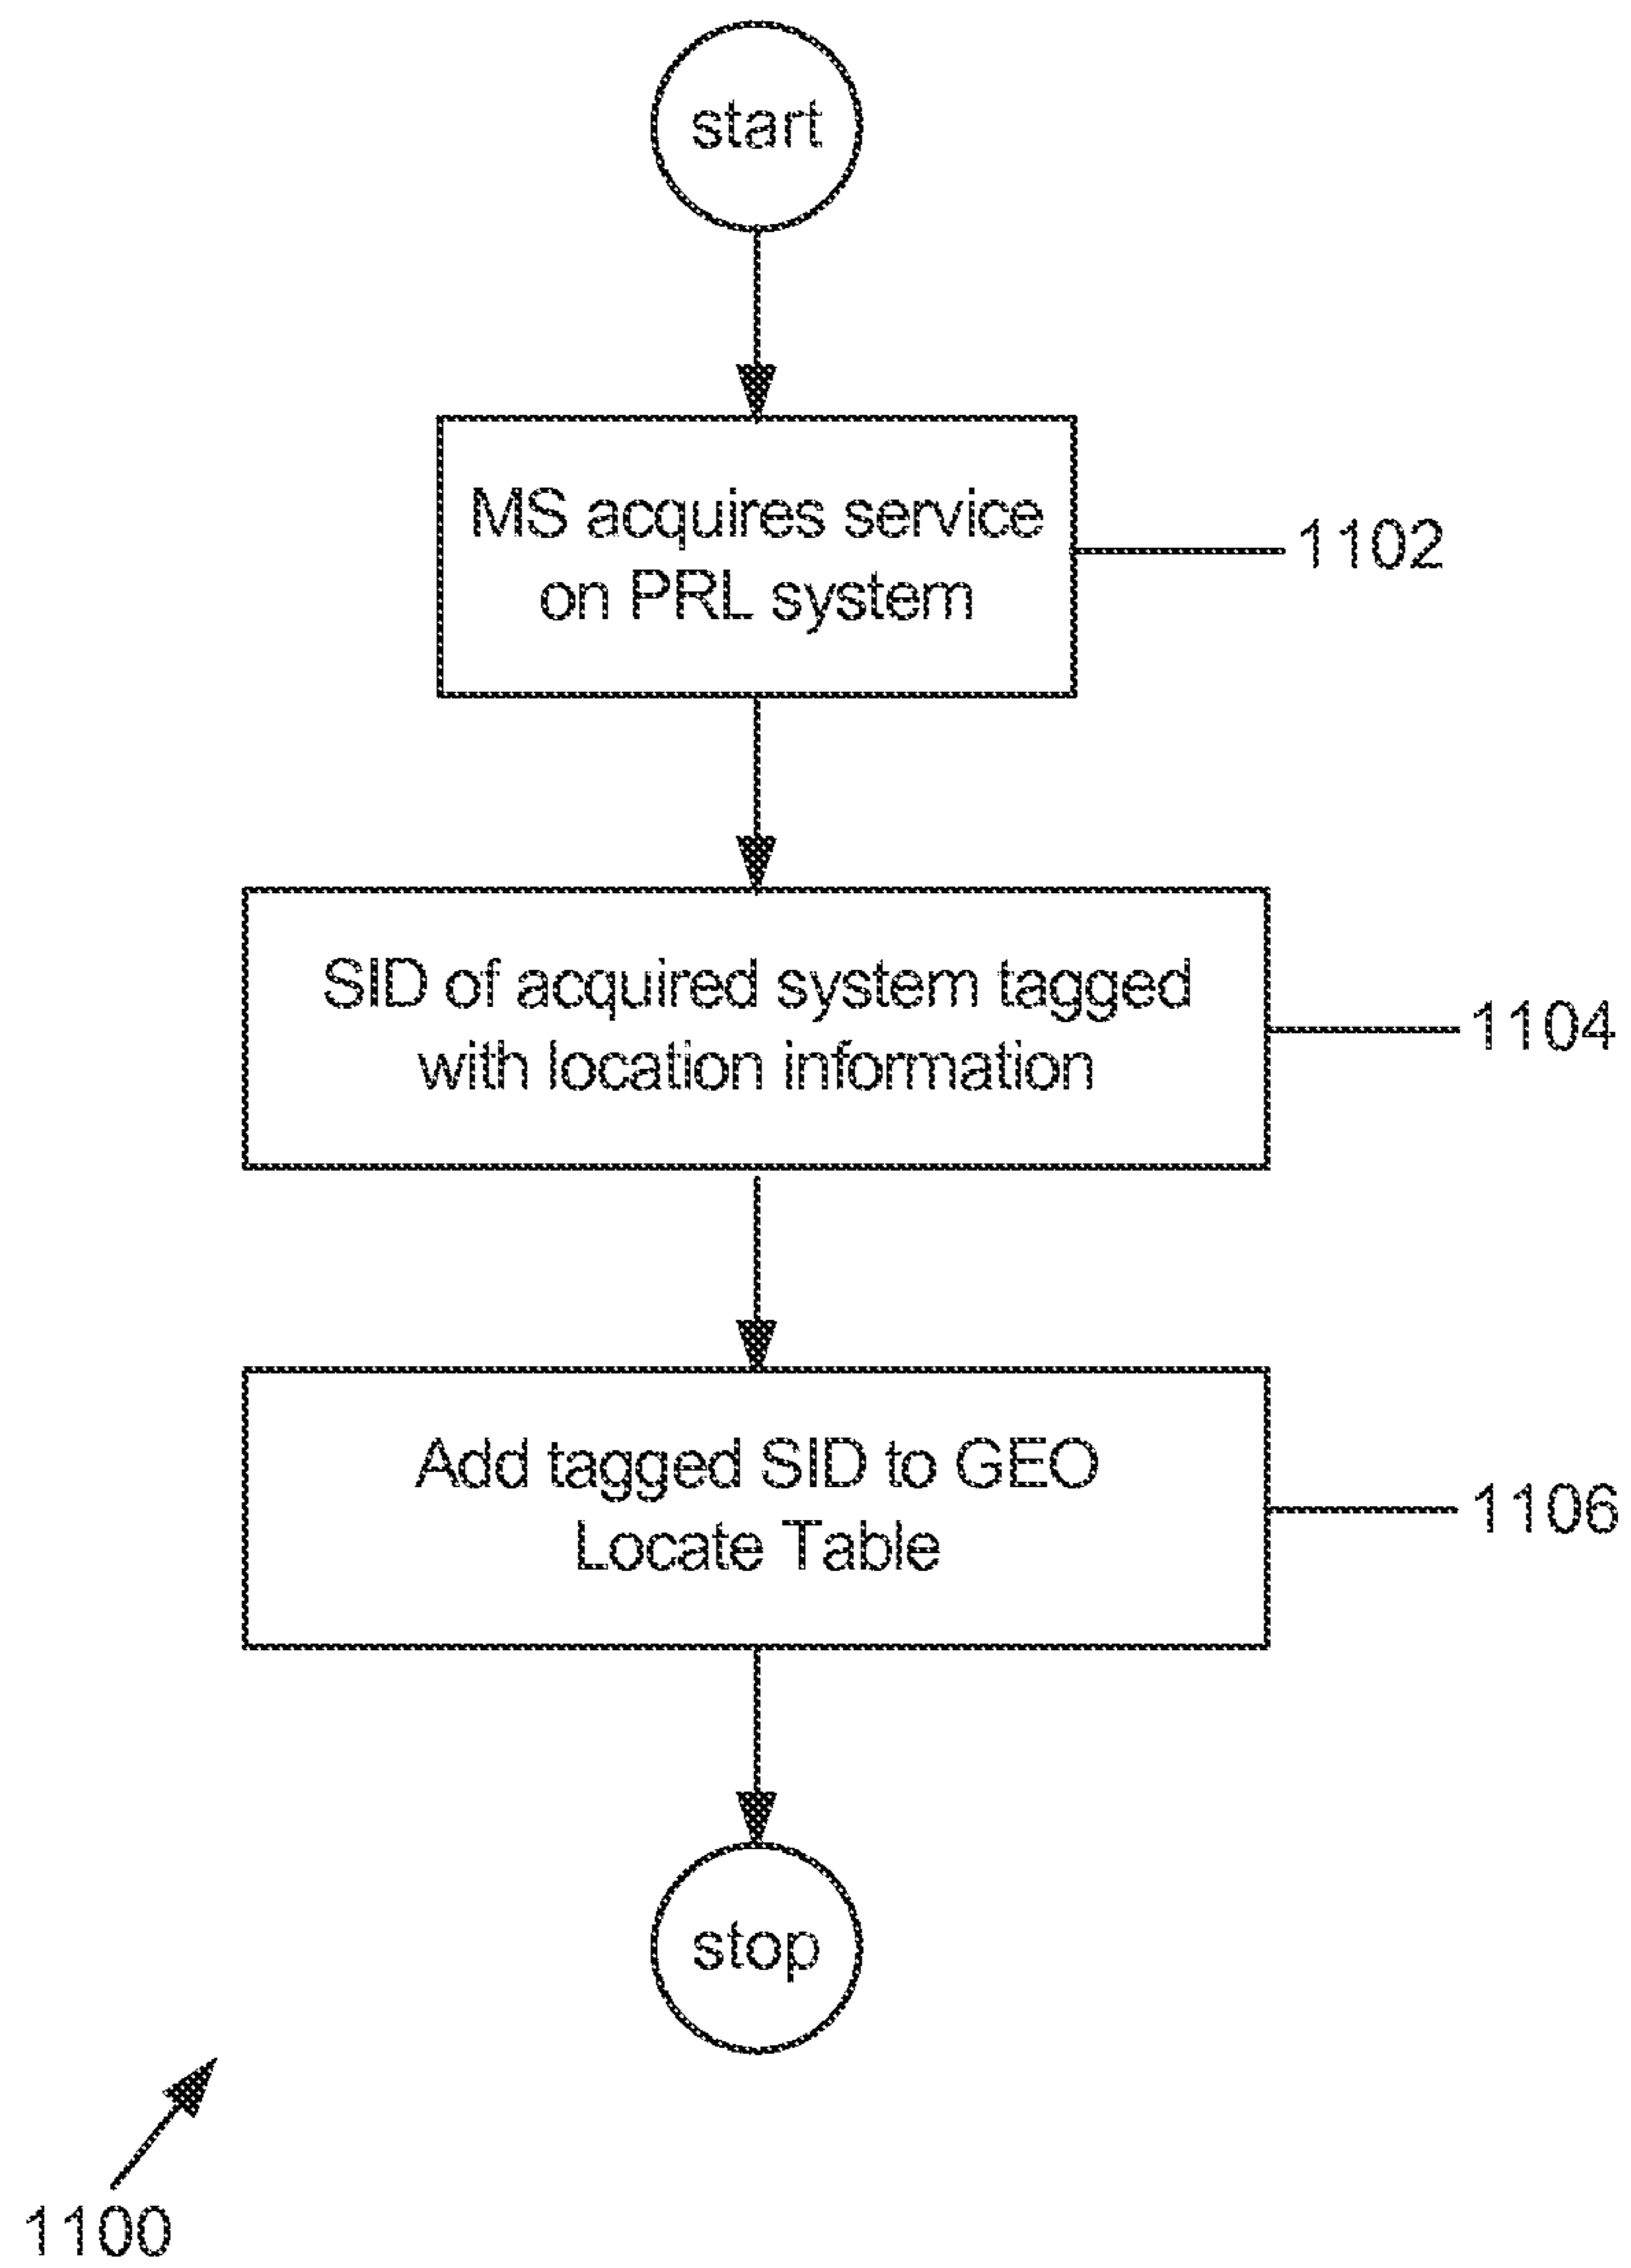 start
MS acquires service
on PRL system
1102
SID of acquired system tagged
with location information
1104
Add tagged SID to GEO
Locate Table
1106
stop
1100